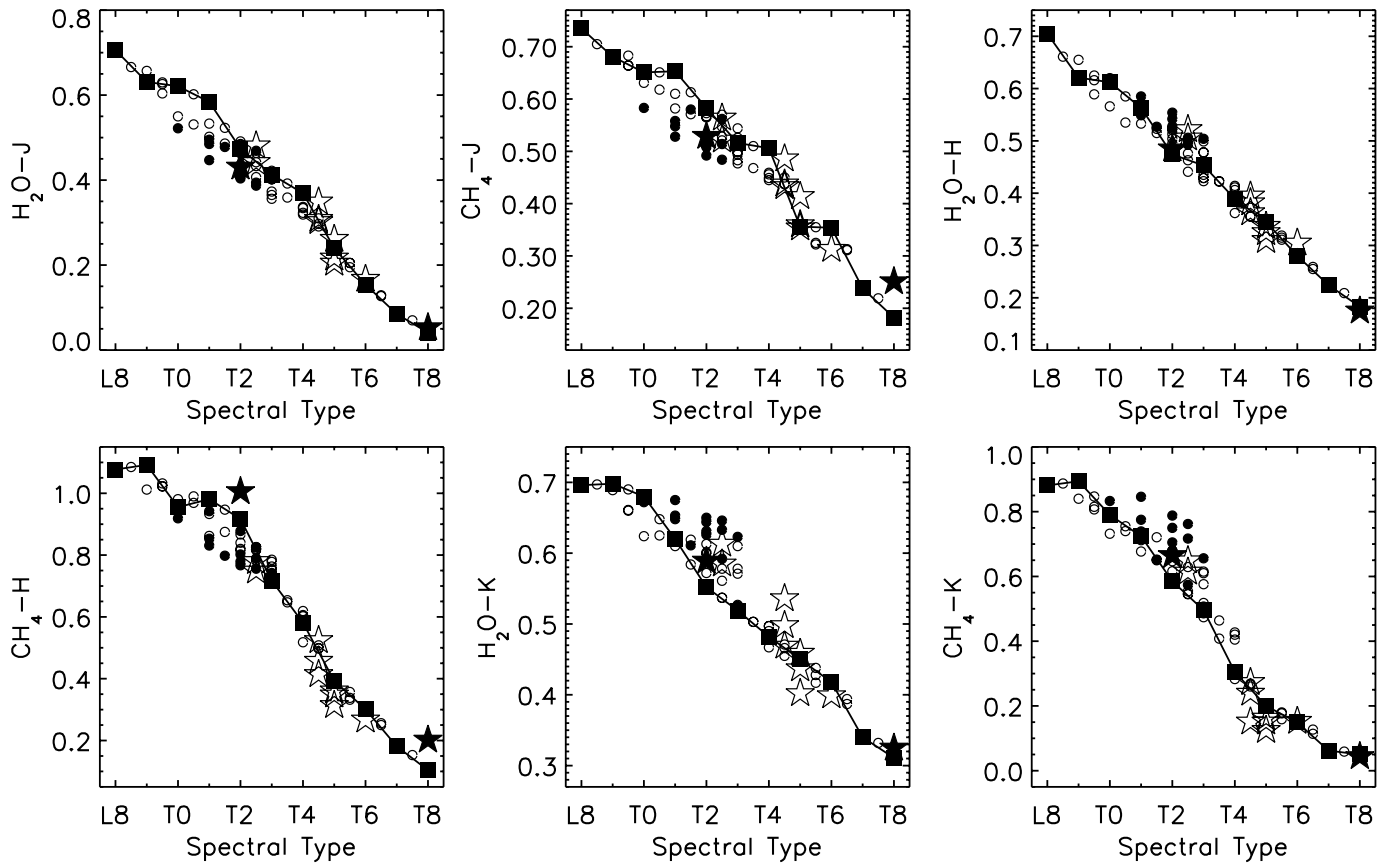 H₂O−J
0.8
0.6
0.4
0.2
0.0
L8 T0 T2 T4 T6 T8
Spectral Type
CH₄−J
0.70
0.60
0.50
0.40
0.30
0.20
L8 T0 T2 T4 T6 T8
Spectral Type
H₂O−H
0.7
0.6
0.5
0.4
0.3
0.2
0.1
L8 T0 T2 T4 T6 T8
Spectral Type
CH₄−H
1.0
0.8
0.6
0.4
0.2
L8 T0 T2 T4 T6 T8
Spectral Type
H₂O−K
0.7
0.6
0.5
0.4
0.3
L8 T0 T2 T4 T6 T8
Spectral Type
CH₄−K
1.0
0.8
0.6
0.4
0.2
0.0
L8 T0 T2 T4 T6 T8
Spectral Type